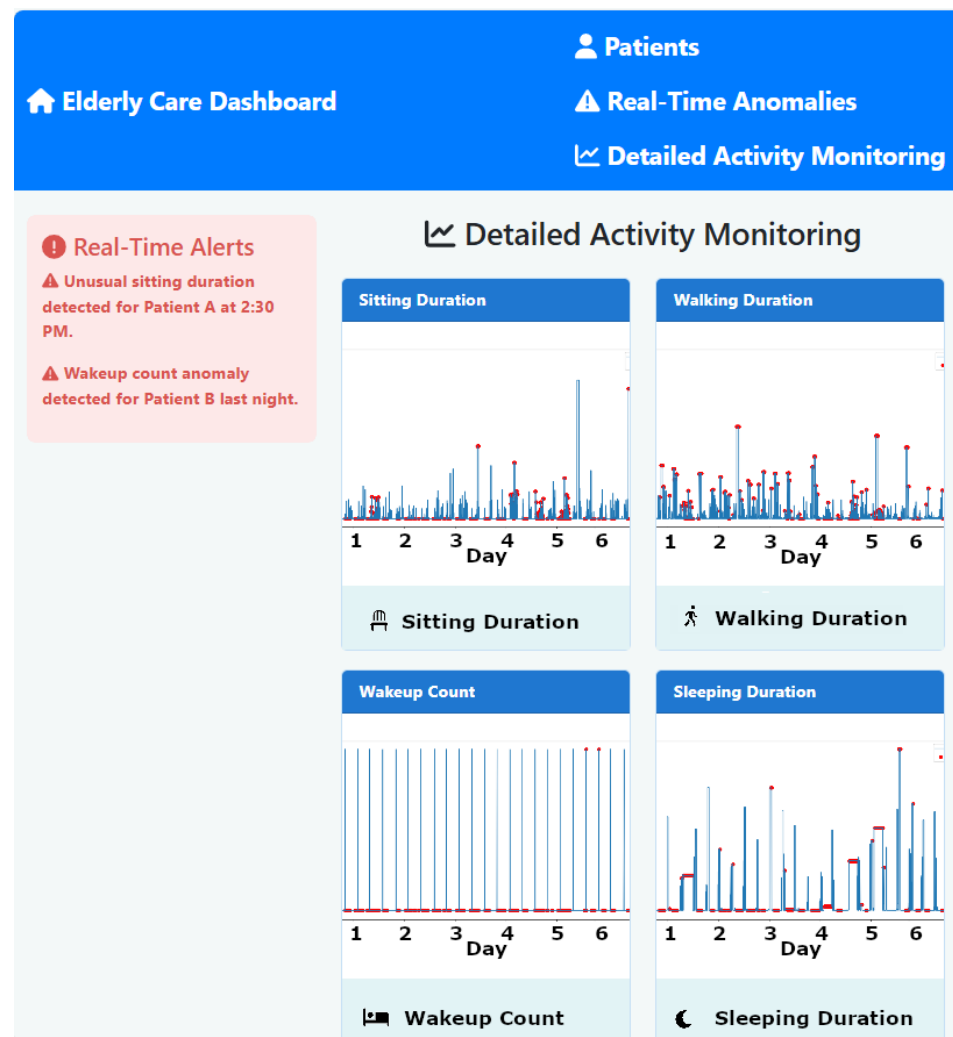 Elderly Care Dashboard
Patients
Real-Time Anomalies
Detailed Activity Monitoring
Real-Time Alerts
Unusual sitting duration
detected for Patient A at 2:30
PM.
Wakeup count anomaly
detected for Patient B last night.
Detailed Activity Monitoring
Sitting Duration
1 2 3 4 5 6
Day
Sitting Duration
Walking Duration
1 2 3 4 5 6
Day
Walking Duration
Wakeup Count
1 2 3 4 5 6
Day
Wakeup Count
Sleeping Duration
1 2 3 4 5 6
Day
Sleeping Duration